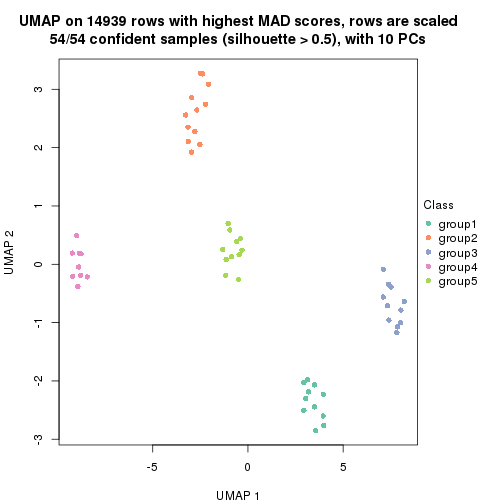 UMAP on 14939 rows with highest MAD scores, rows are scaled
54/54 confident samples (silhouette > 0.5), with 10 PCs
3
2
1
0
-1
-2
-3
UMAP 2
-5
0
5
UMAP 1
Class
group1
group2
group3
group4
group5